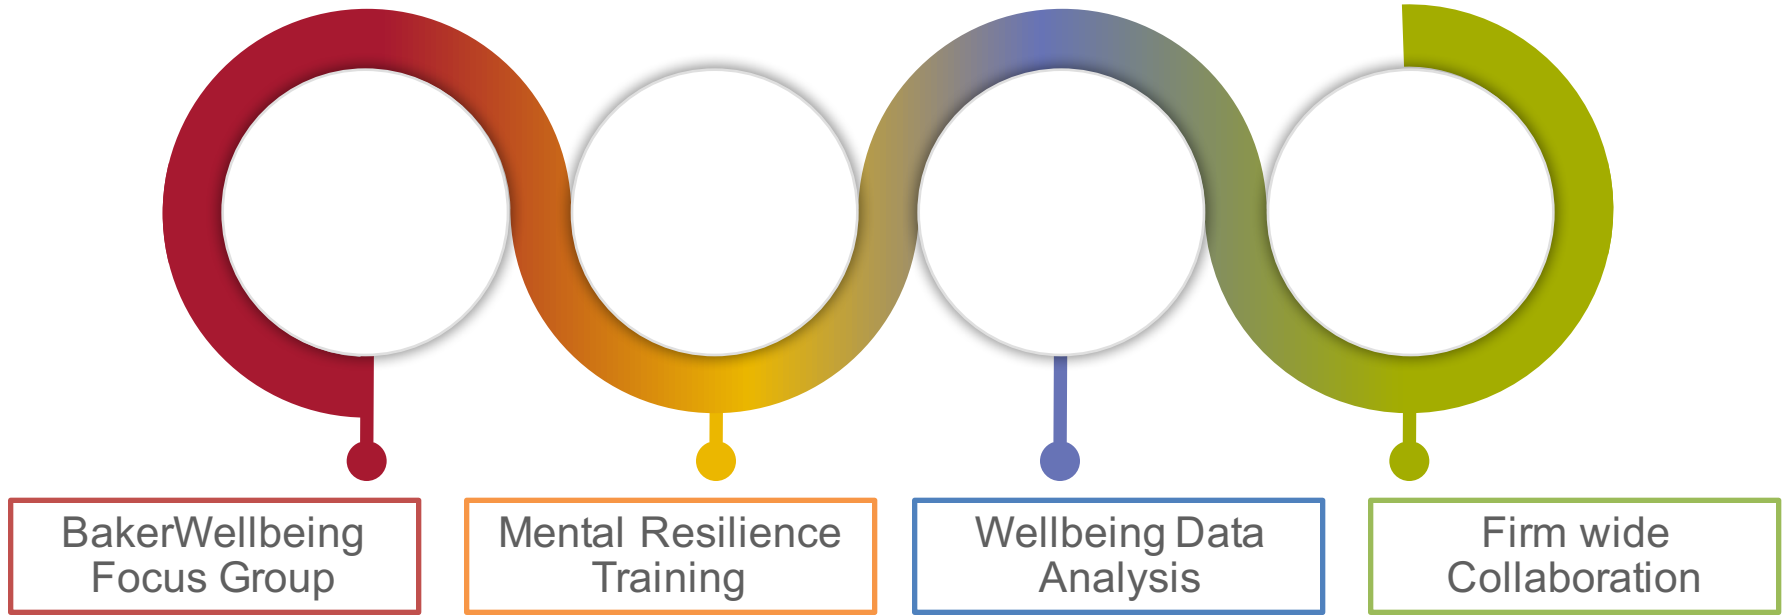 BakerWellbeing
Focus Group
Mental Resilience
Training
Wellbeing Data
Analysis
Firm wide
Collaboration